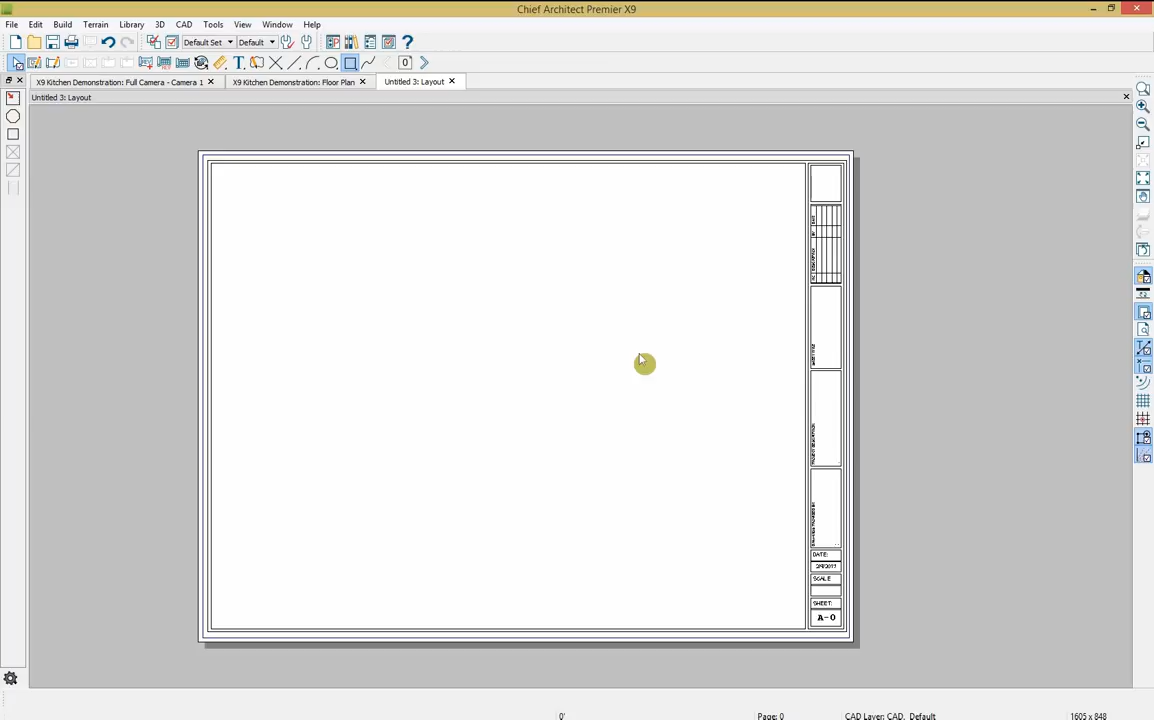 Chief Architect Premier X9
File Edit Build Terrain Library 3D CAD Tools View Window Help
Default Set Default
T 0
X9 Kitchen Demonstration: Full Camera - Camera 1 X9 Kitchen Demonstration: Floor Plan Untitled 3: Layout
Untitled 3: Layout
DATE:
SCALE
SHEET:
A-0
0' Page: 0 CAD Layer: CAD, Default 1605 x 848